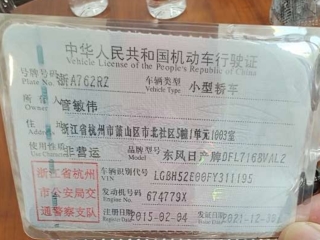 中华人民共和国机动车行驶证
Vehicle License of the People's Republic of China
号牌号码 浙A762RZ 车辆类型 小型轿车
Plate No. Vehicle Type
所有人 管敏伟
住址 浙江省杭州市萧山区市北社区5幢1单元1003室
使用性质 非营运 品牌型号 东风日产牌DFL7168VAL2
浙江省杭州
市公安局交
通警察支队
车辆识别代号 LGBH52E00FY311195
VIN
发动机号码 674779X
Engine No.
注册日期 2015-02-04 2021-12-30